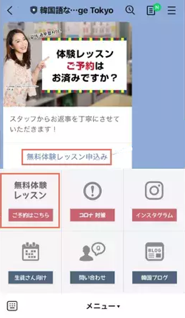 韓国語な…ge Tokyo
体験レッスン
ご予約は
お済みですか？
スタッフからお返事を丁寧にさせて
いただきます！
無料体験レッスン申込み
無料体験
レッスン
ご予約はこちら
コロナ対策
インスタグラム
生徒さん向け
問い合わせ
韓国ブログ
メニュー▾